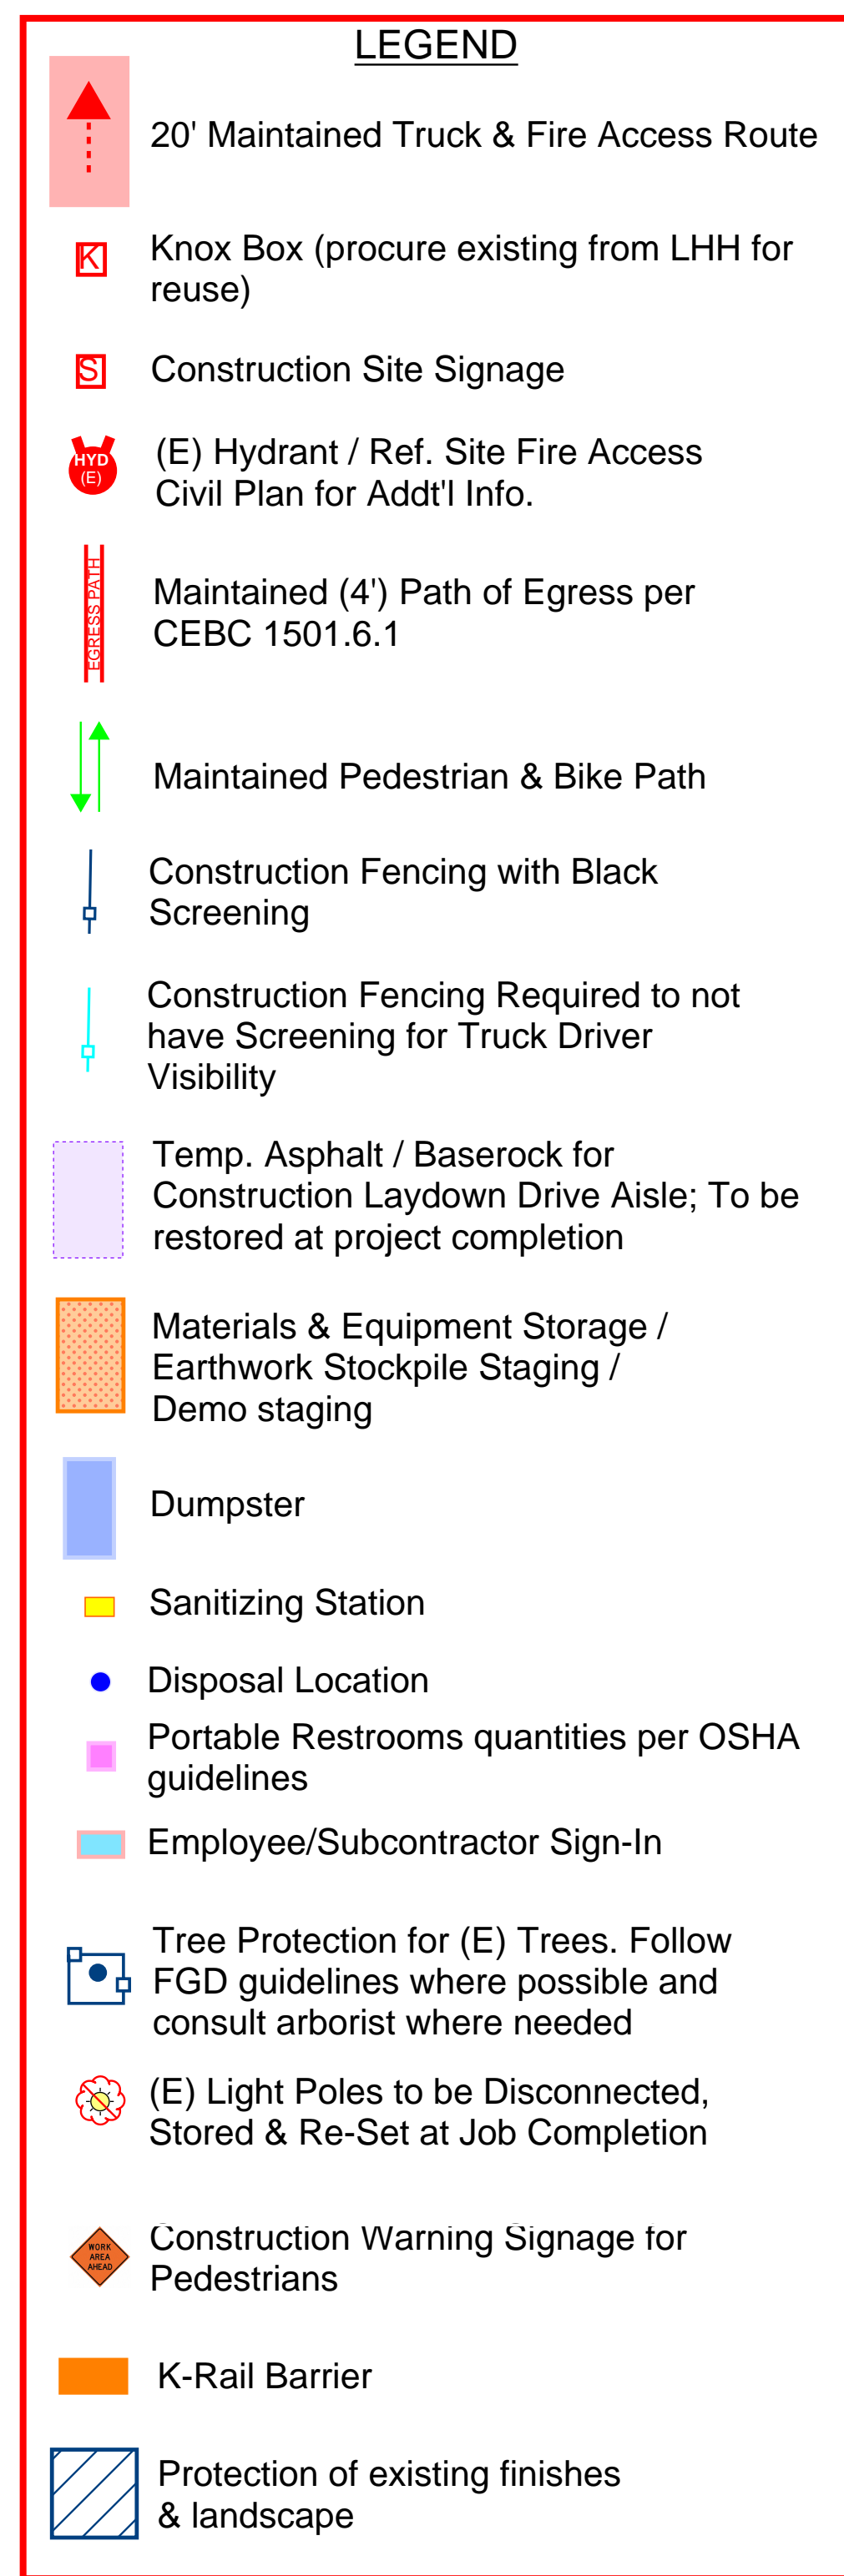 LEGEND
20' Maintained Truck & Fire Access Route
K
Knox Box (procure existing from LHH for
reuse)
S
Construction Site Signage
HYD
(E)
(E) Hydrant / Ref. Site Fire Access
Civil Plan for Addt'l Info.
EGRESS PATH
Maintained (4') Path of Egress per
CEBC 1501.6.1
Maintained Pedestrian & Bike Path
Construction Fencing with Black
Screening
Construction Fencing Required to not
have Screening for Truck Driver
Visibility
Temp. Asphalt / Baserock for
Construction Laydown Drive Aisle; To be
restored at project completion
Materials & Equipment Storage /
Earthwork Stockpile Staging /
Demo staging
Dumpster
Sanitizing Station
Disposal Location
Portable Restrooms quantities per OSHA
guidelines
Employee/Subcontractor Sign-In
Tree Protection for (E) Trees. Follow
FGD guidelines where possible and
consult arborist where needed
(E) Light Poles to be Disconnected,
Stored & Re-Set at Job Completion
WORK
AREA
AHEAD
Construction Warning Signage for
Pedestrians
K-Rail Barrier
Protection of existing finishes
& landscape